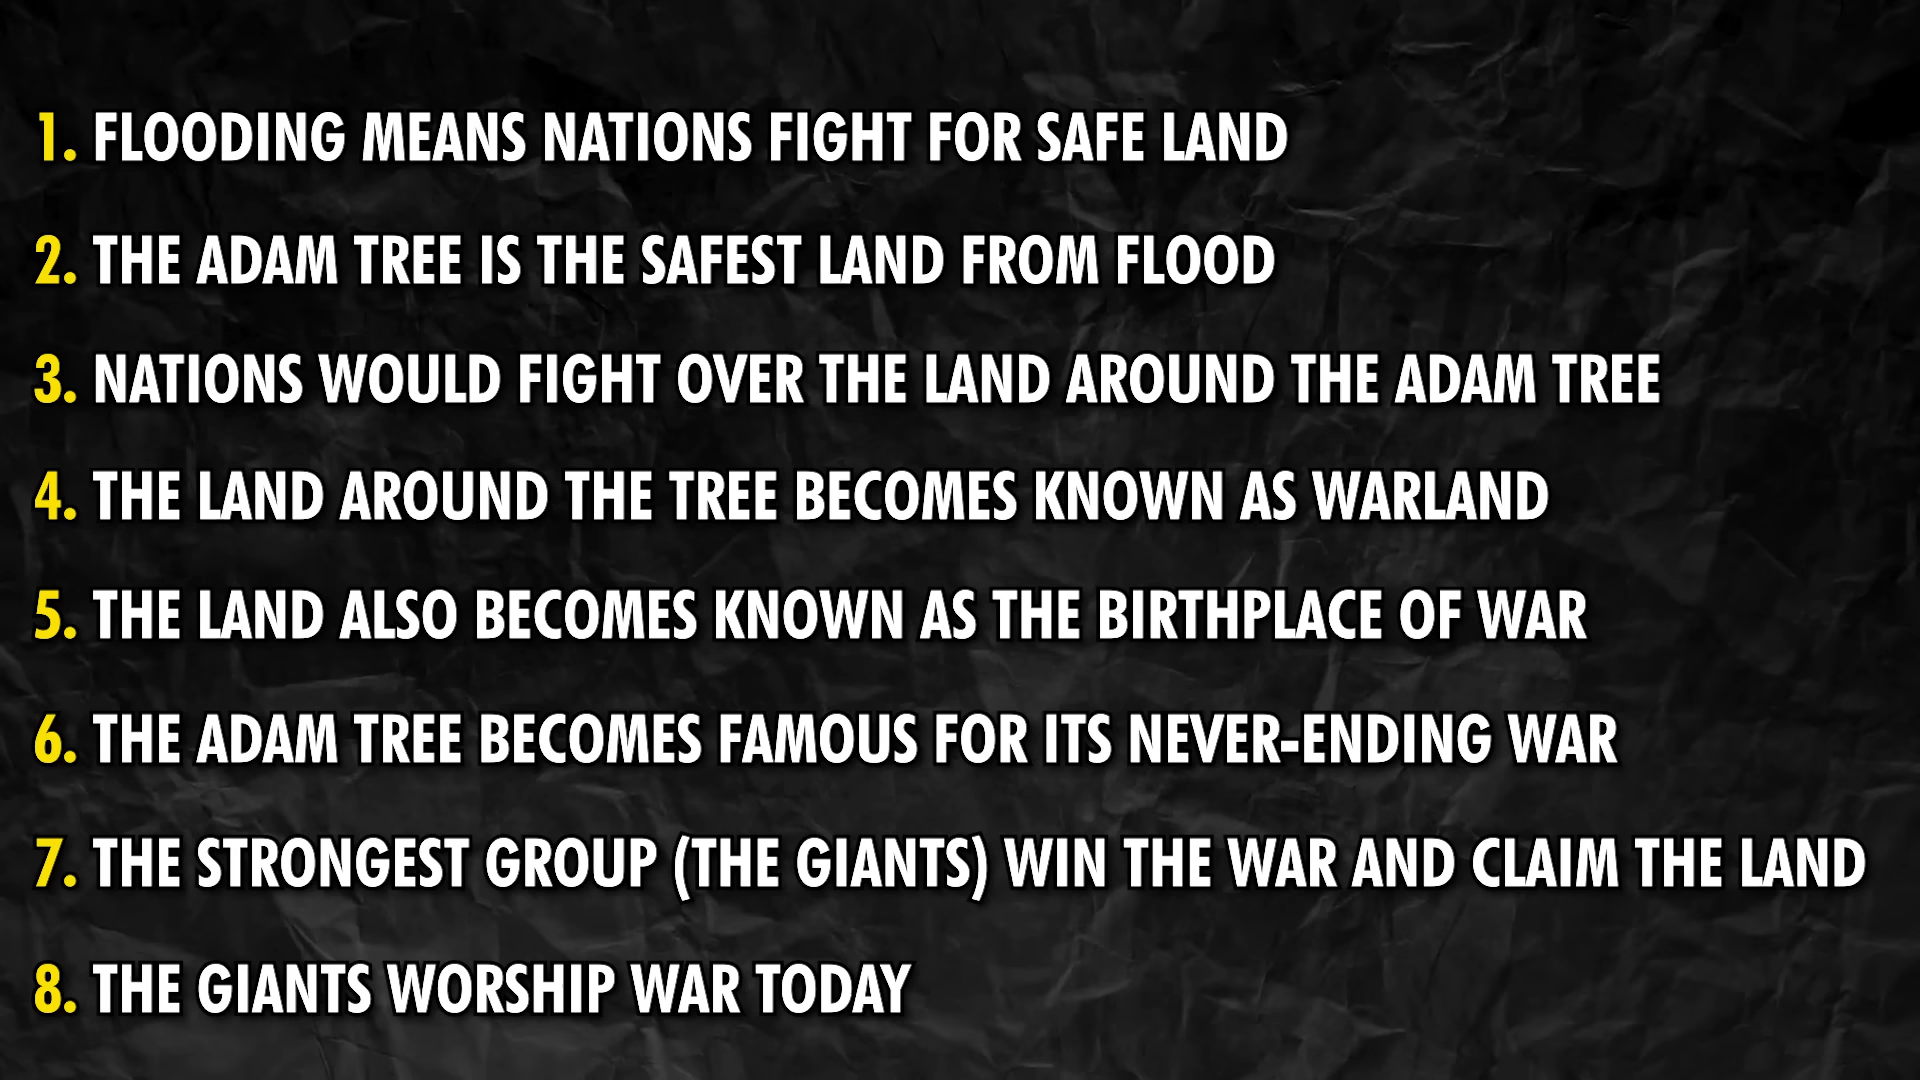 1. FLOODING MEANS NATIONS FIGHT FOR SAFE LAND
2. THE ADAM TREE IS THE SAFEST LAND FROM FLOOD
3. NATIONS WOULD FIGHT OVER THE LAND AROUND THE ADAM TREE
4. THE LAND AROUND THE TREE BECOMES KNOWN AS WARLAND
5. THE LAND ALSO BECOMES KNOWN AS THE BIRTHPLACE OF WAR
6. THE ADAM TREE BECOMES FAMOUS FOR ITS NEVER-ENDING WAR
7. THE STRONGEST GROUP (THE GIANTS) WIN THE WAR AND CLAIM THE LAND
8. THE GIANTS WORSHIP WAR TODAY